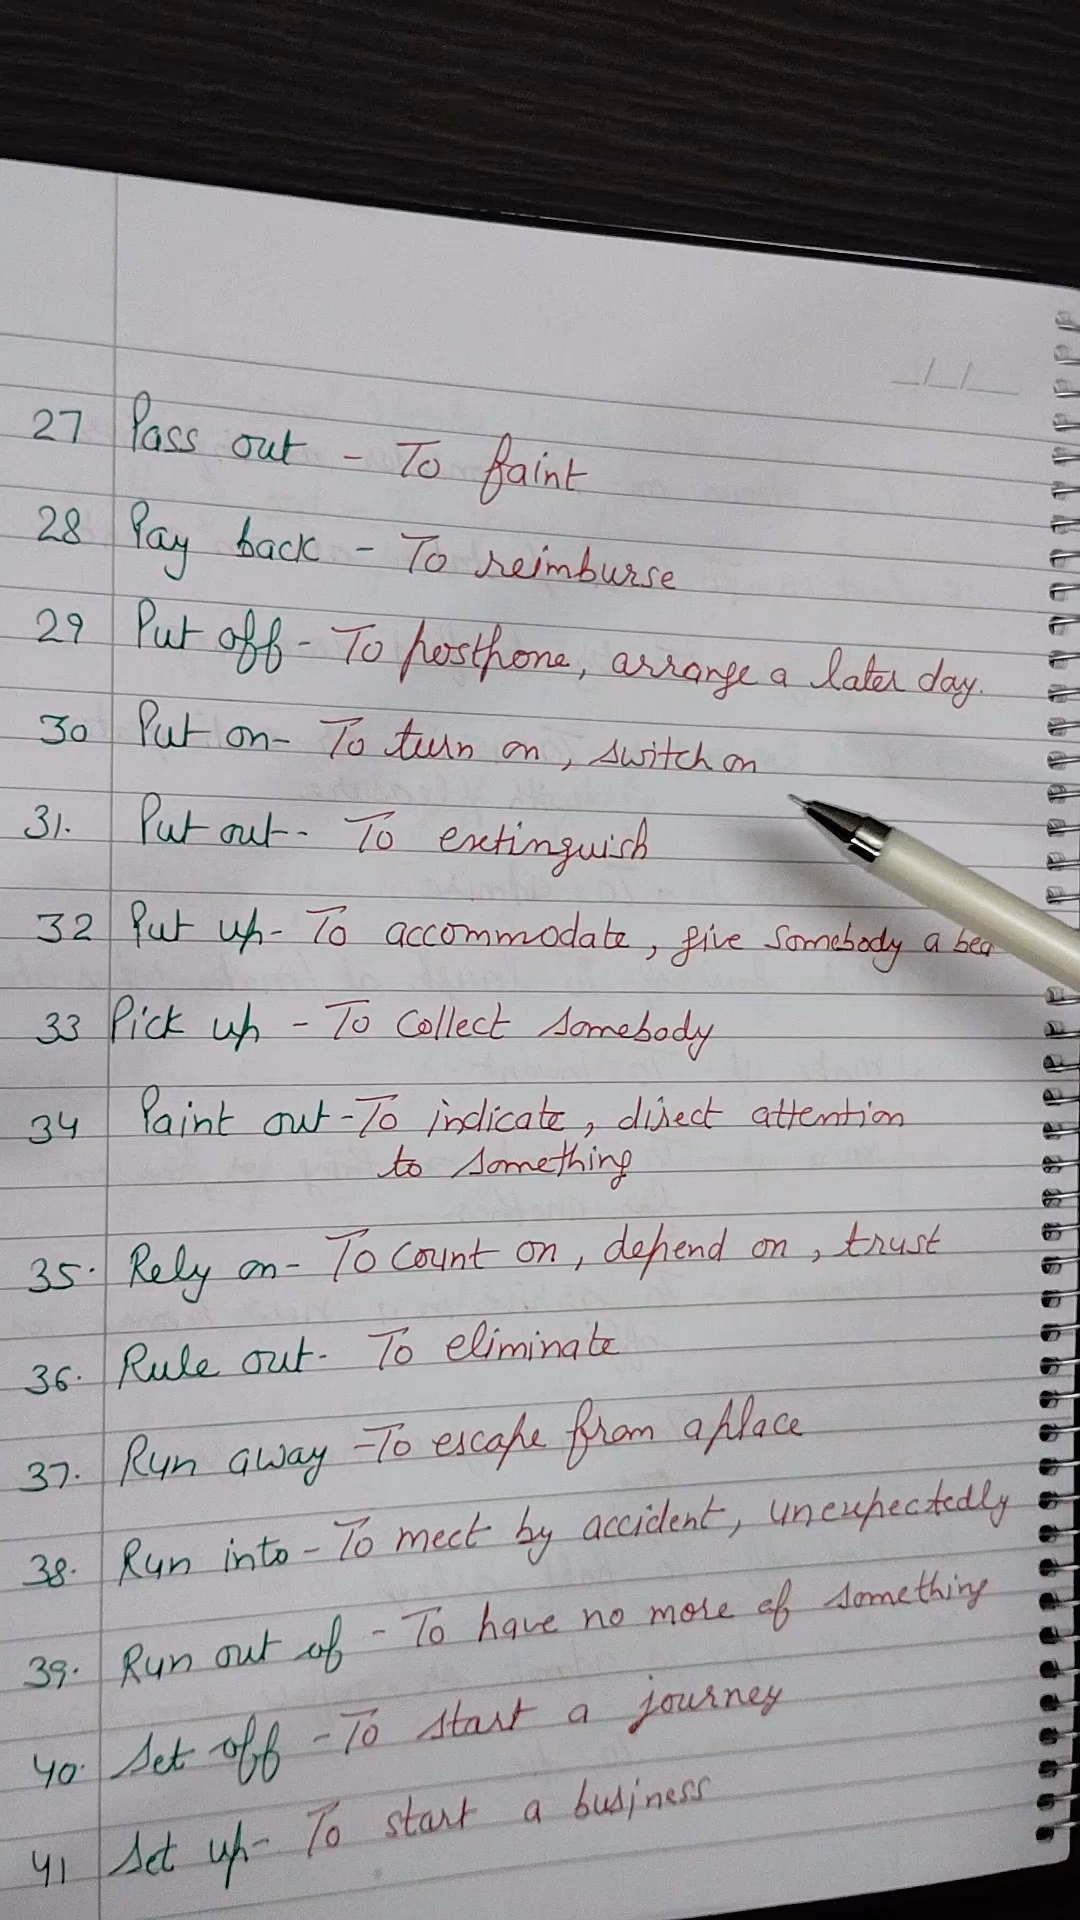 27 Pass out - To faint
28 Pay back - To reimburse
29 Put off - To postpone, arrange a later day.
30 Put on - To turn on, switch on
31. Put out - To extinguish
32 Put up - To accommodate, give somebody a
33 Pick up - To collect somebody
34 Paint out - To indicate, direct attention
to something
35. Rely on - To count on, depend on, trust
36. Rule out - To eliminate
37. Run away - To escape from a place
38. Run into - To meet by accident, unexpectedly
39. Run out of - To have no more of something
40. Set off - To start a journey
41 Set up - To start a business